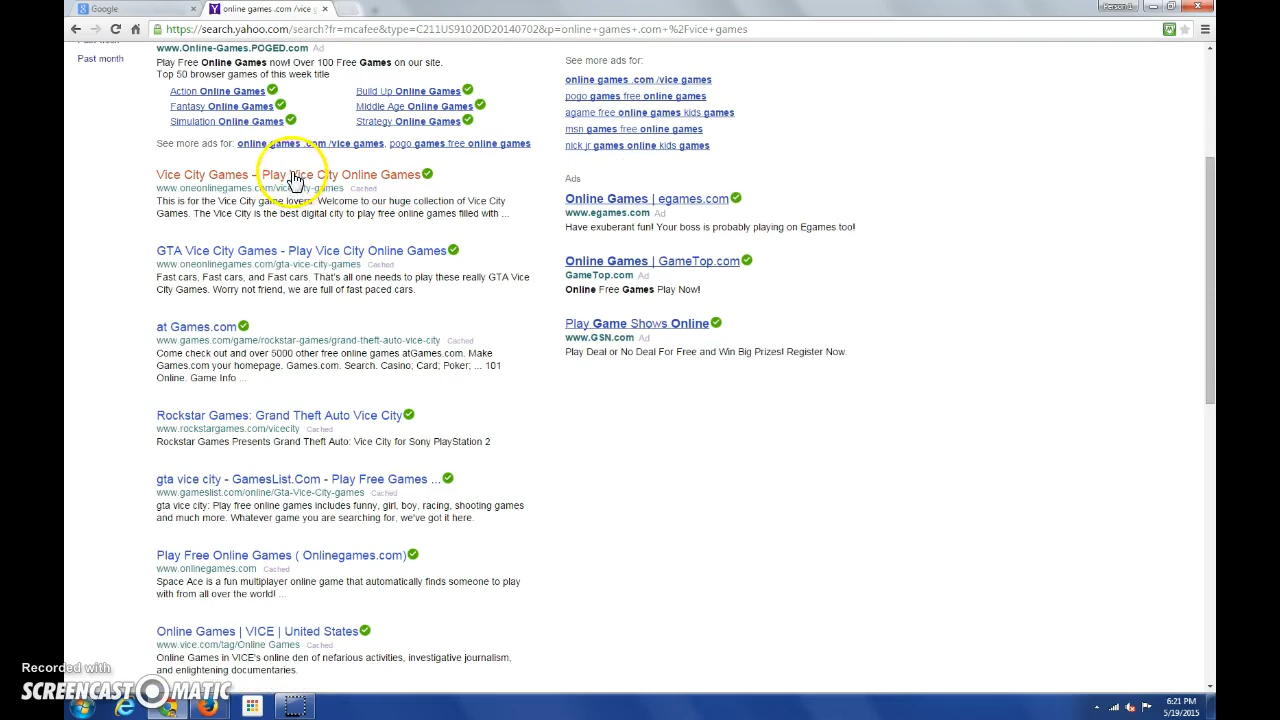 Google
online games .com /vice g
Person 1
https://search.yahoo.com/search?fr=mcafee&type=C211US91020D20140702&p=online+games+.com+%2Fvice+games
Past month
www.Online-Games.POGED.com Ad
Play Free Online Games now! Over 100 Free Games on our site.
Top 50 browser games of this week title
Action Online Games
Build Up Online Games
Fantasy Online Games
Middle Age Online Games
Simulation Online Games
Strategy Online Games
See more ads for: online games .com /vice games, pogo games free online games
Vice City Games - Play Vice City Online Games
www.oneonlinegames.com/vice-city-games Cached
This is for the Vice City game lovers. Welcome to our huge collection of Vice City
Games. The Vice City is the best digital city to play free online games filled with ...
GTA Vice City Games - Play Vice City Online Games
www.oneonlinegames.com/gta-vice-city-games Cached
Fast cars, Fast cars, and Fast cars. That's all one needs to play these really GTA Vice
City Games. Worry not friend, we are full of fast paced cars.
at Games.com
www.games.com/game/rockstar-games/grand-theft-auto-vice-city Cached
Come check out and over 5000 other free online games atGames.com. Make
Games.com your homepage. Games.com. Search. Casino; Card; Poker; ... 101
Online. Game Info ...
Rockstar Games: Grand Theft Auto Vice City
www.rockstargames.com/vicecity Cached
Rockstar Games Presents Grand Theft Auto: Vice City for Sony PlayStation 2
gta vice city - GamesList.Com - Play Free Games ...
www.gameslist.com/online/Gta-Vice-City-games Cached
gta vice city: Play free online games includes funny, girl, boy, racing, shooting games
and much more. Whatever game you are searching for, we've got it here.
Play Free Online Games ( Onlinegames.com)
www.onlinegames.com Cached
Space Ace is a fun multiplayer online game that automatically finds someone to play
with from all over the world! ...
Online Games | VICE | United States
www.vice.com/tag/Online Games Cached
Online Games in VICE's online den of nefarious activities, investigative journalism,
and enlightening documentaries.
See more ads for:
online games .com /vice games
pogo games free online games
agame free online games kids games
msn games free online games
nick jr games online kids games
Ads
Online Games | egames.com
www.egames.com Ad
Have exuberant fun! Your boss is probably playing on Egames too!
Online Games | GameTop.com
GameTop.com Ad
Online Free Games Play Now!
Play Game Shows Online
www.GSN.com Ad
Play Deal or No Deal For Free and Win Big Prizes! Register Now.
Recorded with
SCREENCAST-O-MATIC
6:21 PM
5/19/2015